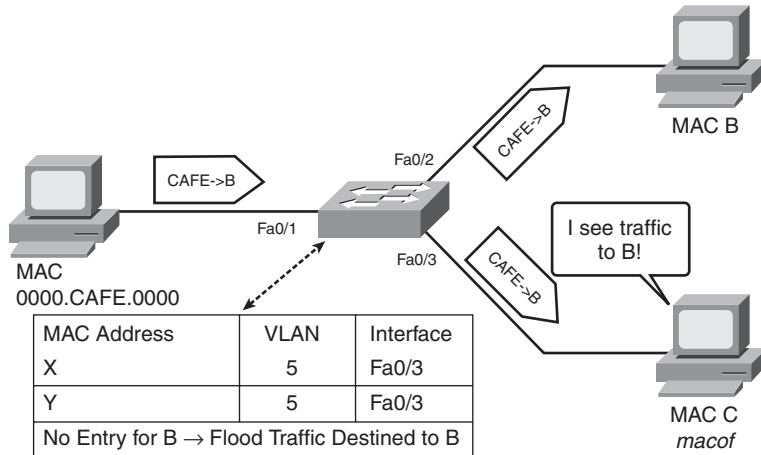 CAFE->B
CAFE->B
MAC B
Fa0/2
CAFE->B
Fa0/1
Fa0/3
I see traffic
to B!
MAC
0000.CAFE.0000
MAC Address VLAN Interface
X 5 Fa0/3
Y 5 Fa0/3
No Entry for B → Flood Traffic Destined to B
MAC C
macof